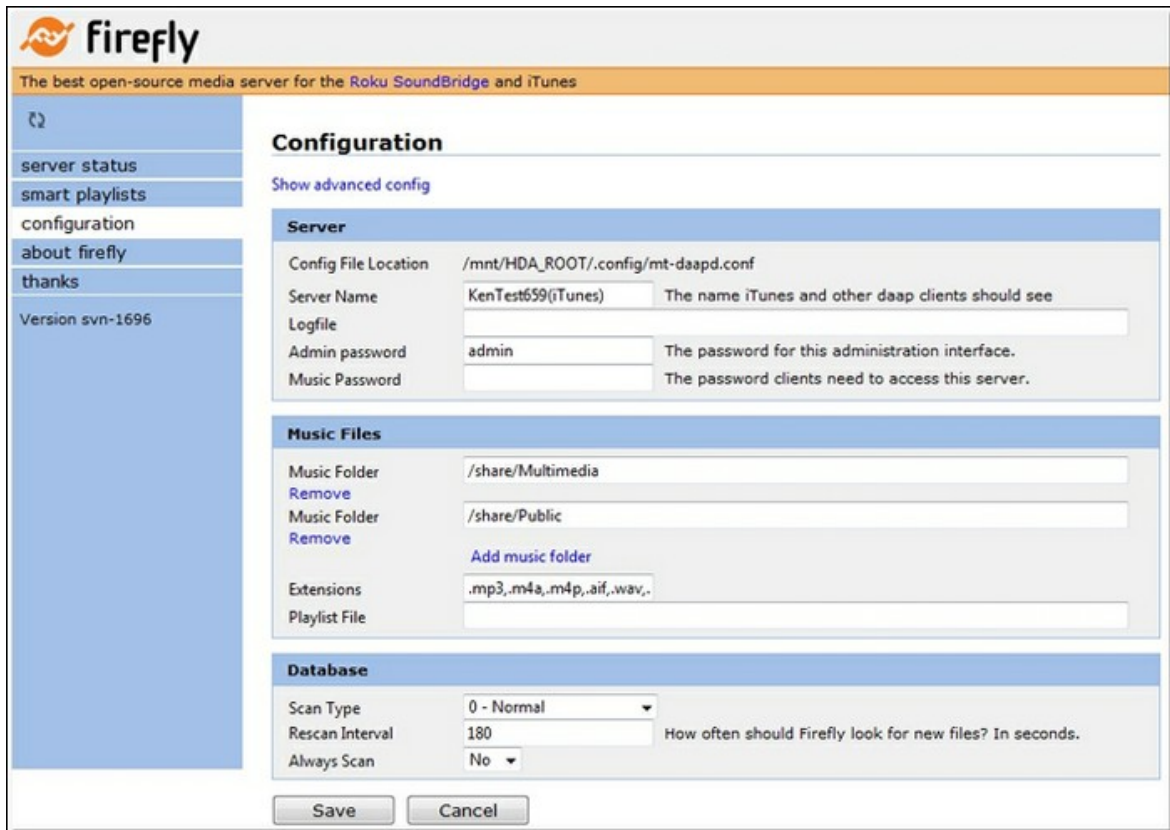 firefly
The best open-source media server for the Roku SoundBridge and iTunes
server status
smart playlists
configuration
about firefly
thanks
Version svn-1696
Configuration
Show advanced config
Server
Config File Location /mnt/HDA_ROOT/.config/mt-daapd.conf
Server Name KenTest659(iTunes) The name iTunes and other daap clients should see
Logfile
Admin password admin The password for this administration interface.
Music Password The password clients need to access this server.
Music Files
Music Folder /share/Multimedia
Remove
Music Folder /share/Public
Remove
Add music folder
Extensions .mp3,.m4a,.m4p,.aif,.wav,.
Playlist File
Database
Scan Type 0 - Normal
Rescan Interval 180 How often should Firefly look for new files? In seconds.
Always Scan No
Save Cancel